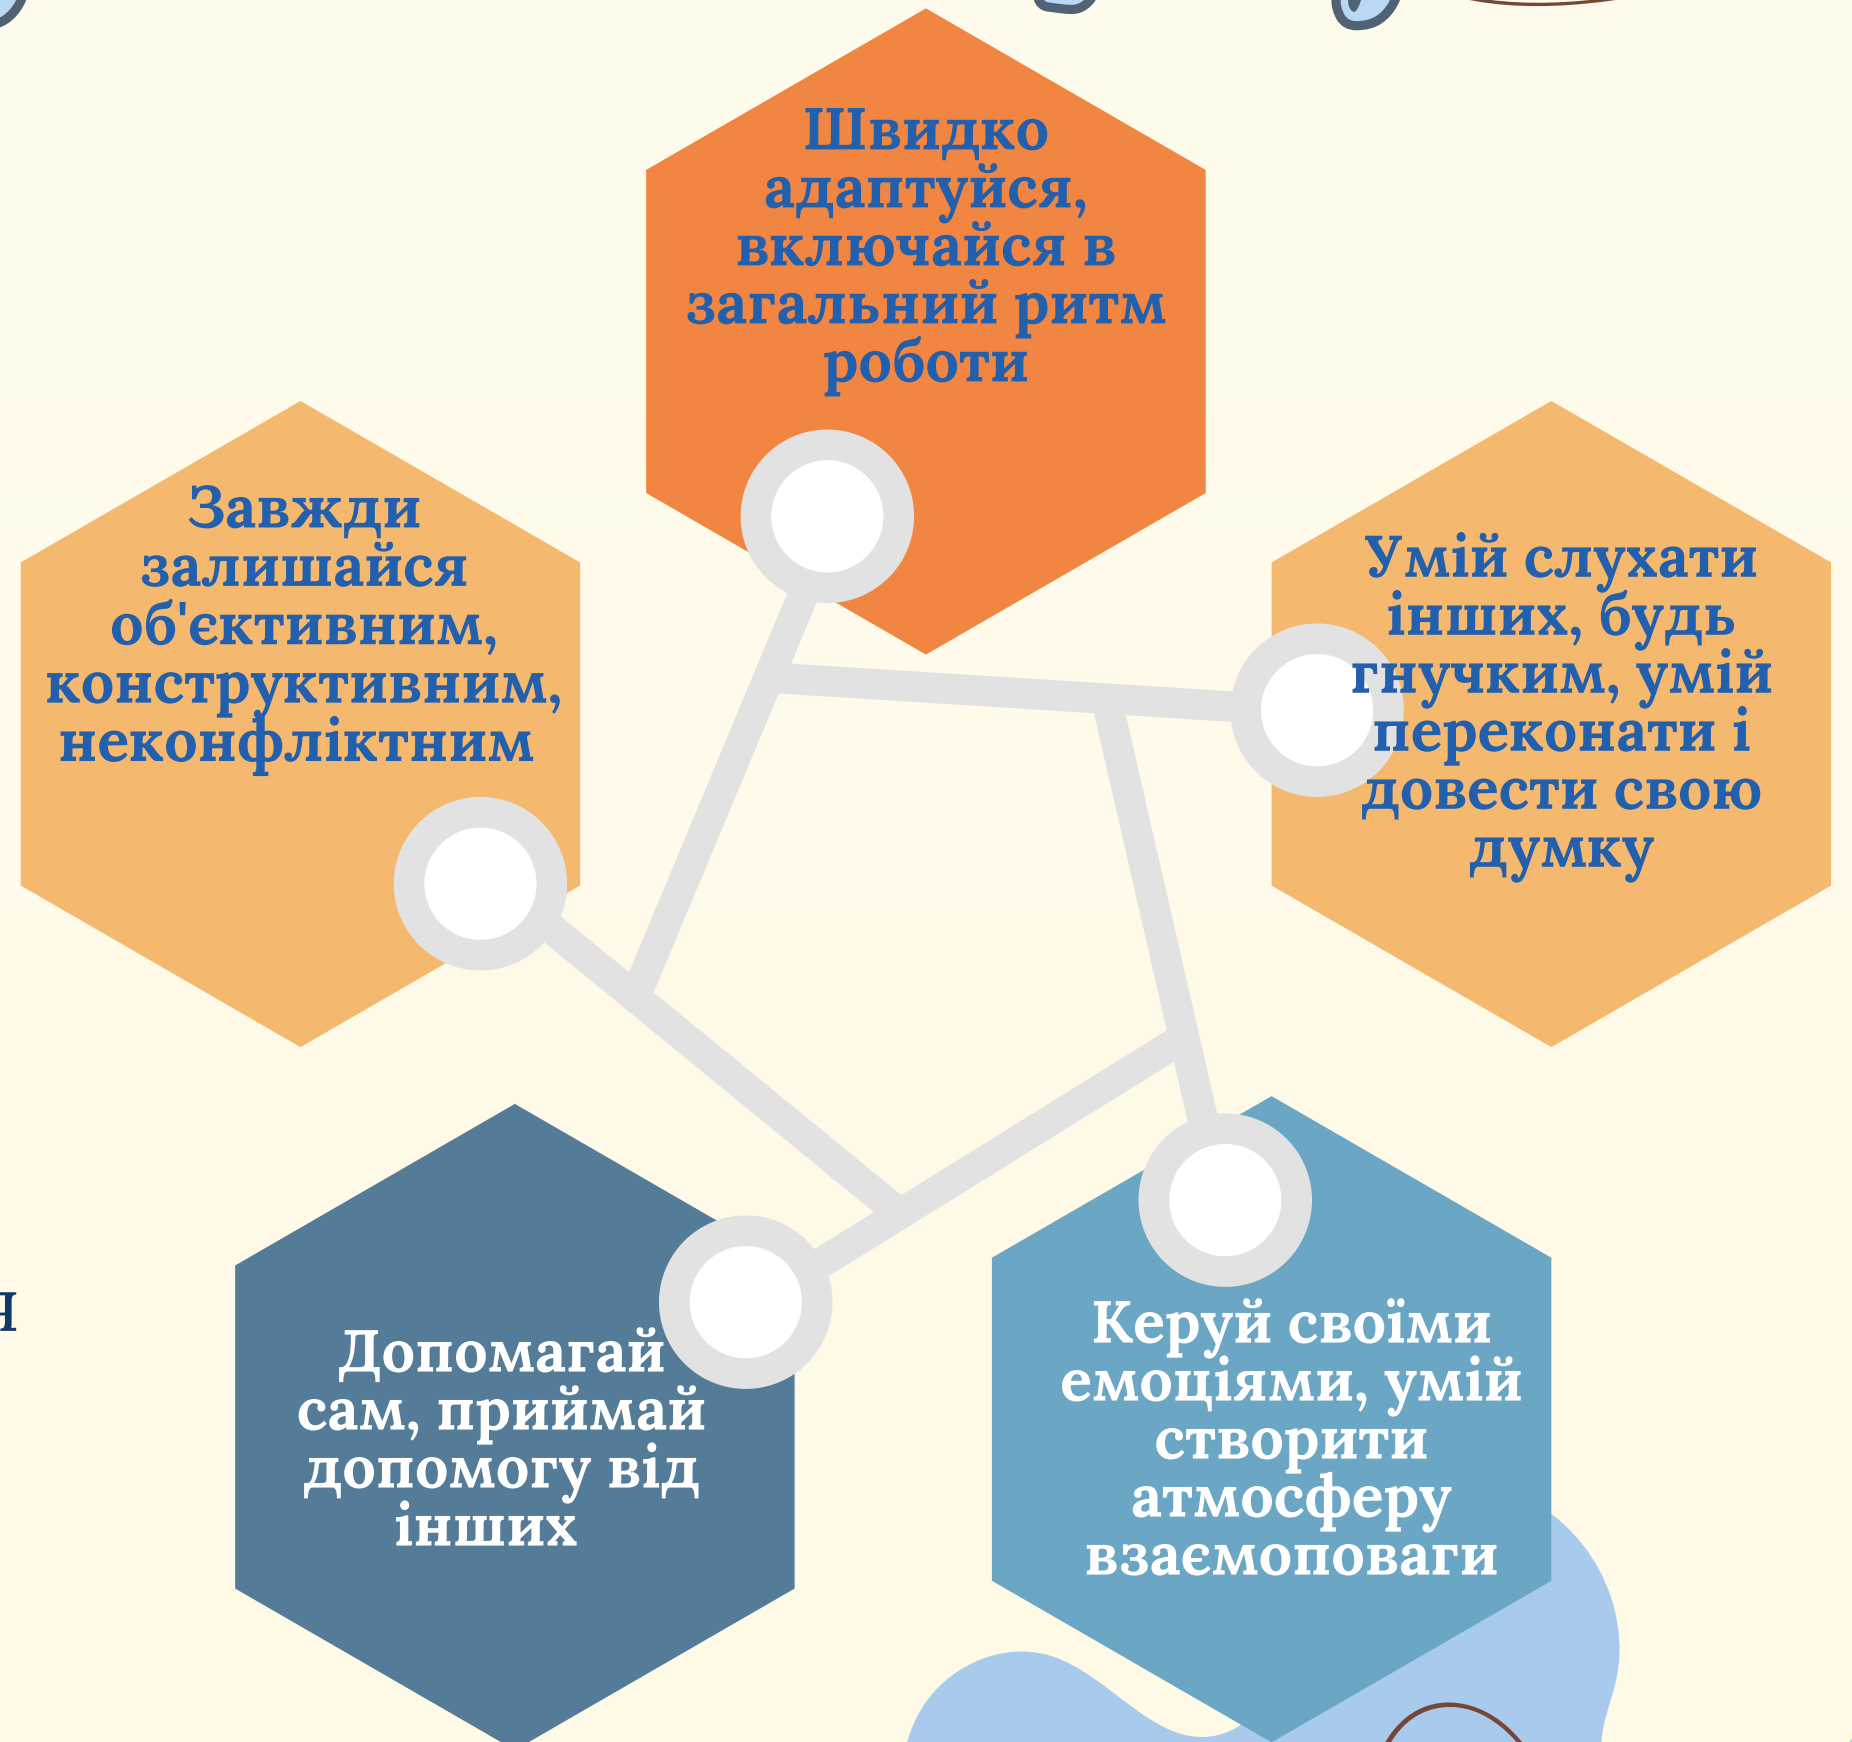 Швидко
адаптуйся,
включайся в
загальний ритм
роботи
Завжди
залишайся
об'єктивним,
конструктивним,
неконфліктним
Умій слухати
інших, будь
гнучким, умій
переконати і
довести свою
думку
Допомагай
сам, приймай
допомогу від
інших
Керуй своїми
емоціями, умій
створити
атмосферу
взаємоповаги